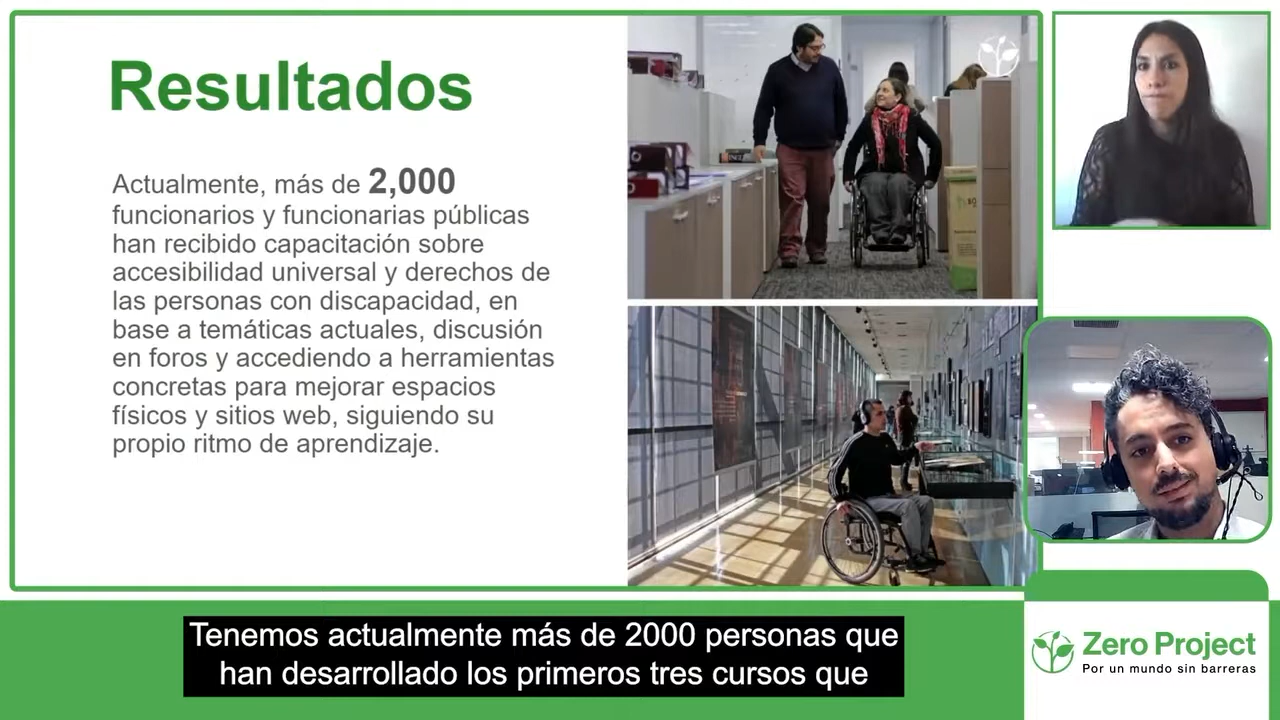 Resultados
Actualmente, más de 2,000
funcionarios y funcionarias públicas
han recibido capacitación sobre
accesibilidad universal y derechos de
las personas con discapacidad, en
base a temáticas actuales, discusión
en foros y accediendo a herramientas
concretas para mejorar espacios
físicos y sitios web, siguiendo su
propio ritmo de aprendizaje.
Tenemos actualmente más de 2000 personas que
han desarrollado los primeros tres cursos que
Zero Project
Por un mundo sin barreras